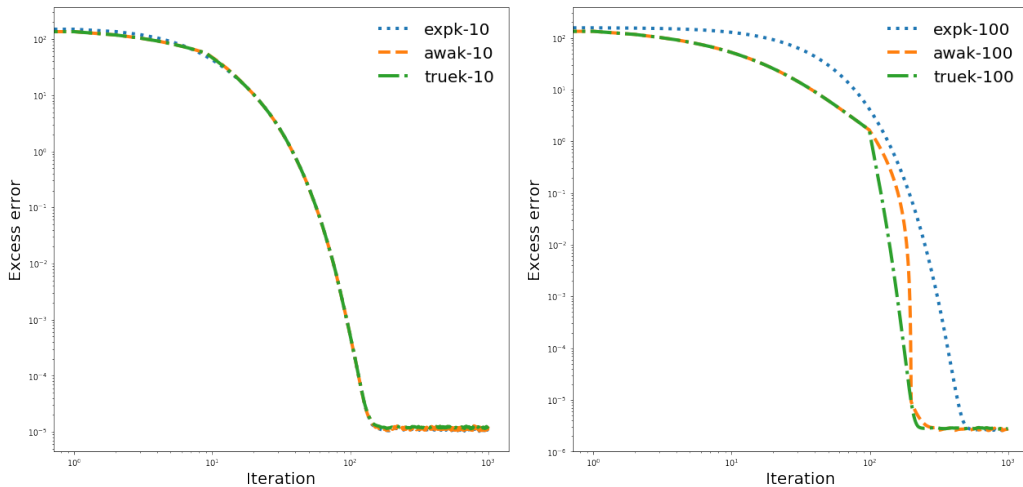 10²
10¹
10⁰
10⁻¹
10⁻²
10⁻³
10⁻⁴
10⁻⁵
Excess error
10⁰
10¹
10²
10³
Iteration
expk-10
awak-10
truek-10
10²
10¹
10⁰
10⁻¹
10⁻²
10⁻³
10⁻⁴
10⁻⁵
10⁻⁶
Excess error
10⁰
10¹
10²
10³
Iteration
expk-100
awak-100
truek-100